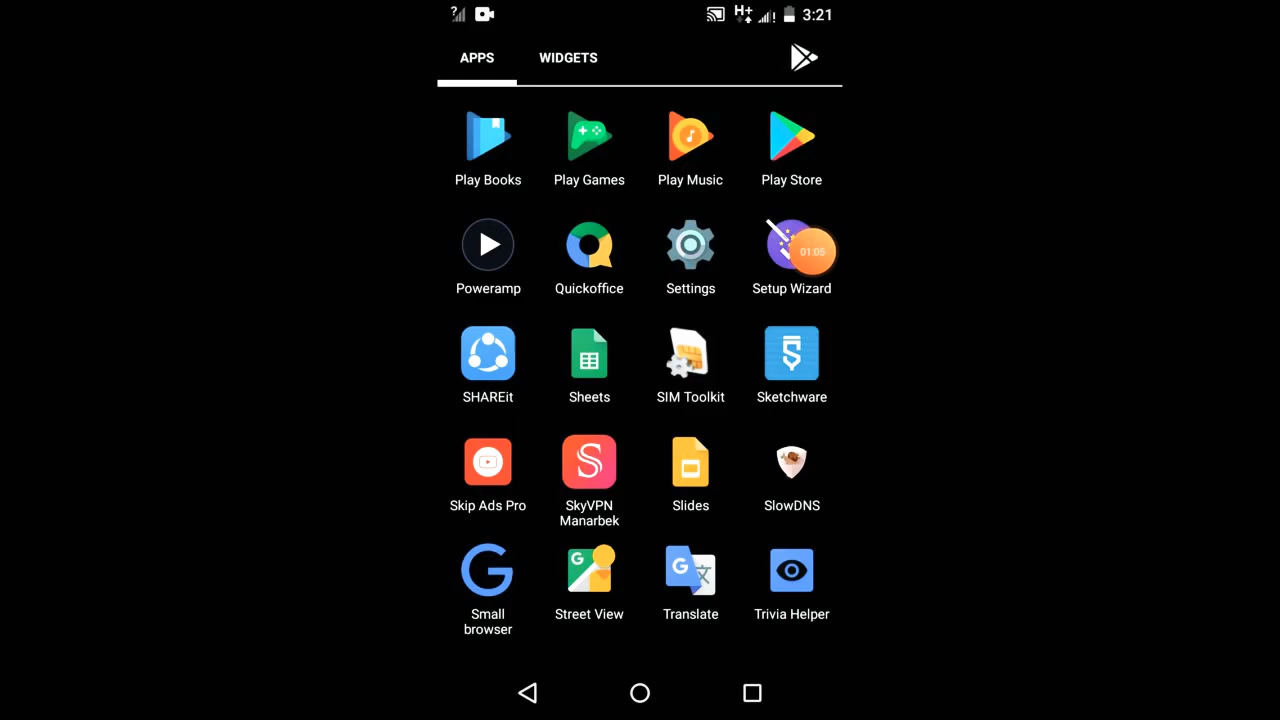 ? H+ ! 3:21
APPS WIDGETS
Play Books Play Games Play Music Play Store
01:05
Poweramp Quickoffice Settings Setup Wizard
SHAREit Sheets SIM Toolkit Sketchware
Skip Ads Pro SkyVPN Slides SlowDNS
Manarbek
G G
Small Street View Translate Trivia Helper
browser